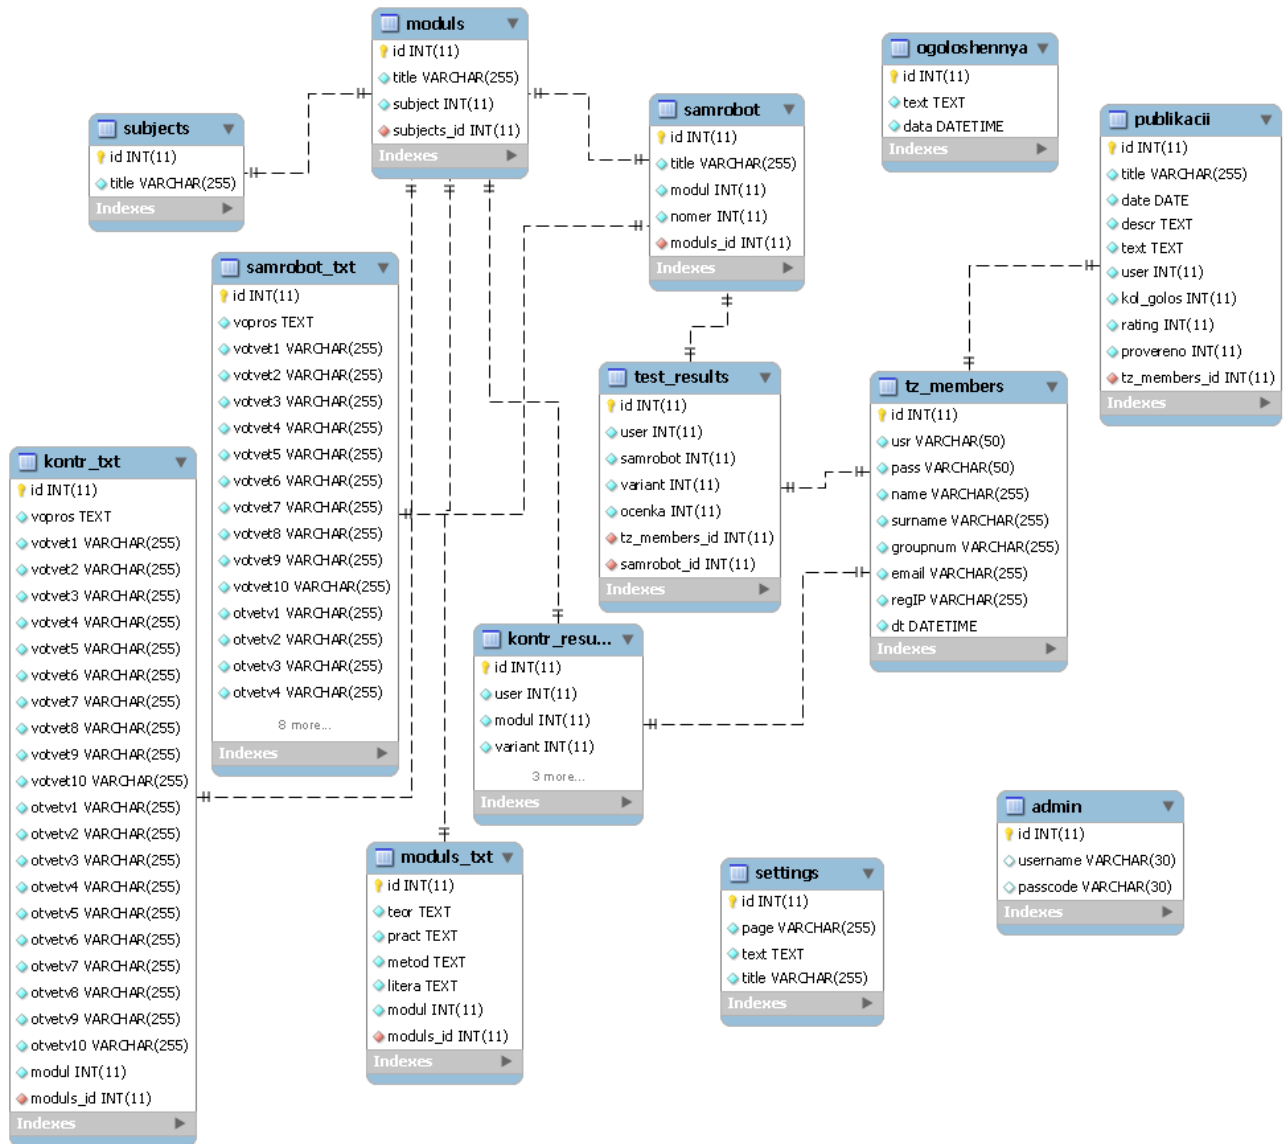 moduls
id INT(11)
title VARCHAR(255)
subject INT(11)
subjects_id INT(11)
Indexes
ogoloshennya
id INT(11)
text TEXT
data DATETIME
Indexes
subjects
id INT(11)
title VARCHAR(255)
Indexes
samrobot
id INT(11)
title VARCHAR(255)
modul INT(11)
nomer INT(11)
moduls_id INT(11)
Indexes
publikacii
id INT(11)
title VARCHAR(255)
date DATE
descr TEXT
text TEXT
user INT(11)
kol_golos INT(11)
rating INT(11)
provereno INT(11)
tz_members_id INT(11)
Indexes
samrobot_txt
id INT(11)
vopros TEXT
votvet1 VARCHAR(255)
votvet2 VARCHAR(255)
votvet3 VARCHAR(255)
votvet4 VARCHAR(255)
votvet5 VARCHAR(255)
votvet6 VARCHAR(255)
votvet7 VARCHAR(255)
votvet8 VARCHAR(255)
votvet9 VARCHAR(255)
votvet10 VARCHAR(255)
otvetv1 VARCHAR(255)
otvetv2 VARCHAR(255)
otvetv3 VARCHAR(255)
otvetv4 VARCHAR(255)
8 more...
Indexes
test_results
id INT(11)
user INT(11)
samrobot INT(11)
variant INT(11)
ocenka INT(11)
tz_members_id INT(11)
samrobot_id INT(11)
Indexes
tz_members
id INT(11)
usr VARCHAR(50)
pass VARCHAR(50)
name VARCHAR(255)
surname VARCHAR(255)
groupnum VARCHAR(255)
email VARCHAR(255)
regIP VARCHAR(255)
dt DATETIME
Indexes
kontr_txt
id INT(11)
vopros TEXT
votvet1 VARCHAR(255)
votvet2 VARCHAR(255)
votvet3 VARCHAR(255)
votvet4 VARCHAR(255)
votvet5 VARCHAR(255)
votvet6 VARCHAR(255)
votvet7 VARCHAR(255)
votvet8 VARCHAR(255)
votvet9 VARCHAR(255)
votvet10 VARCHAR(255)
otvetv1 VARCHAR(255)
otvetv2 VARCHAR(255)
otvetv3 VARCHAR(255)
otvetv4 VARCHAR(255)
otvetv5 VARCHAR(255)
otvetv6 VARCHAR(255)
otvetv7 VARCHAR(255)
otvetv8 VARCHAR(255)
otvetv9 VARCHAR(255)
otvetv10 VARCHAR(255)
modul INT(11)
moduls_id INT(11)
Indexes
kontr_resu...
id INT(11)
user INT(11)
modul INT(11)
variant INT(11)
3 more...
Indexes
moduls_txt
id INT(11)
teor TEXT
pract TEXT
metod TEXT
litera TEXT
modul INT(11)
moduls_id INT(11)
Indexes
settings
id INT(11)
page VARCHAR(255)
text TEXT
title VARCHAR(255)
Indexes
admin
id INT(11)
username VARCHAR(30)
passcode VARCHAR(30)
Indexes